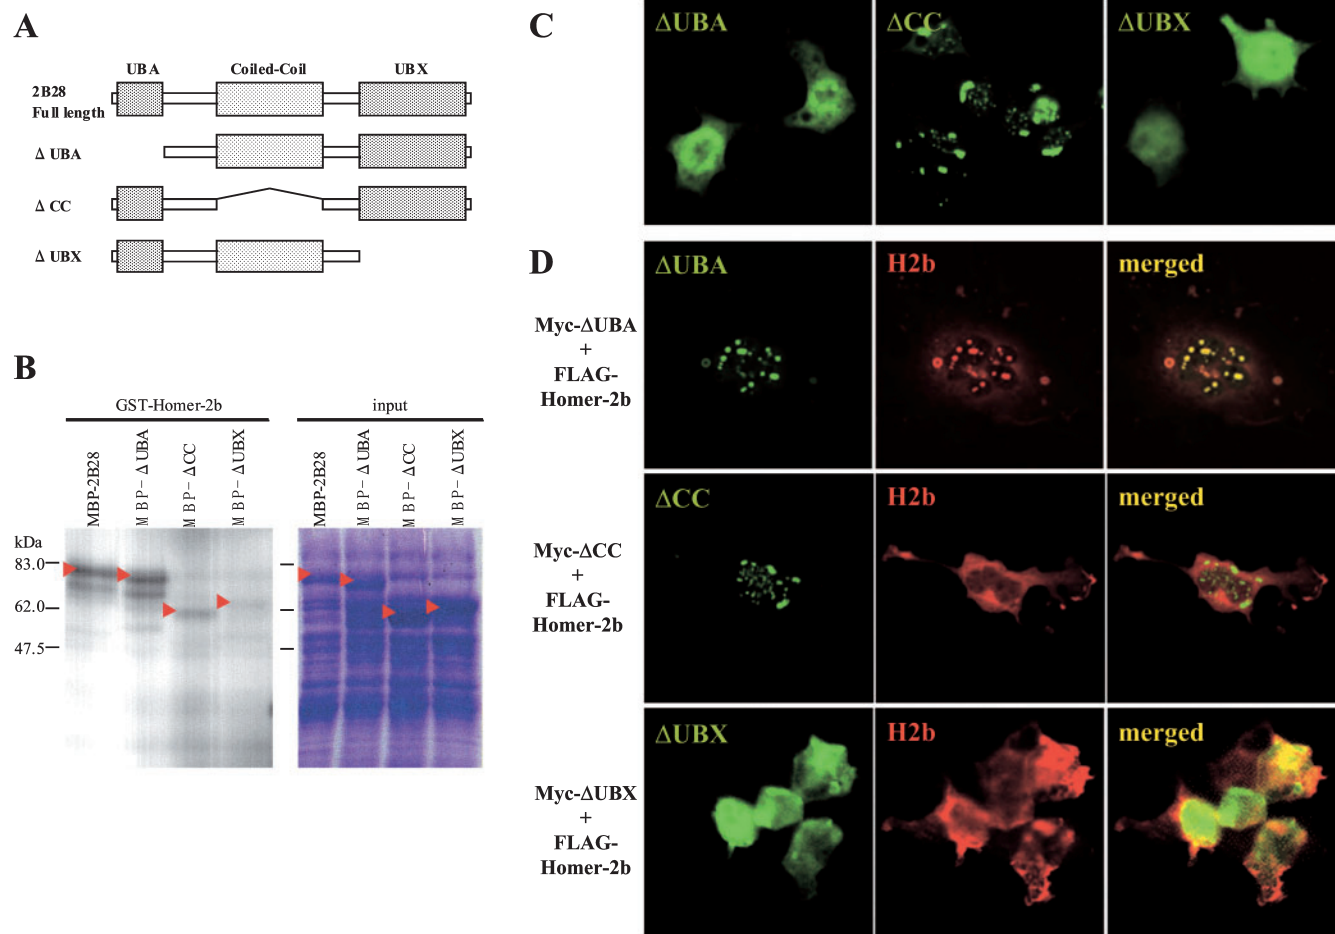 A
UBA Coiled-Coil UBX
2B28
Full length
Δ UBA
Δ CC
Δ UBX
B
GST-Homer-2b input
MBP-2B28
MBP-ΔUBA
MBP-ΔCC
MBP-ΔUBX
MBP-2B28
MBP-ΔUBA
MBP-ΔCC
MBP-ΔUBX
kDa
83.0
62.0
47.5
C
ΔUBA ΔCC ΔUBX
D
ΔUBA H2b merged
Myc-ΔUBA
+
FLAG-
Homer-2b
ΔCC H2b merged
Myc-ΔCC
+
FLAG-
Homer-2b
ΔUBX H2b merged
Myc-ΔUBX
+
FLAG-
Homer-2b